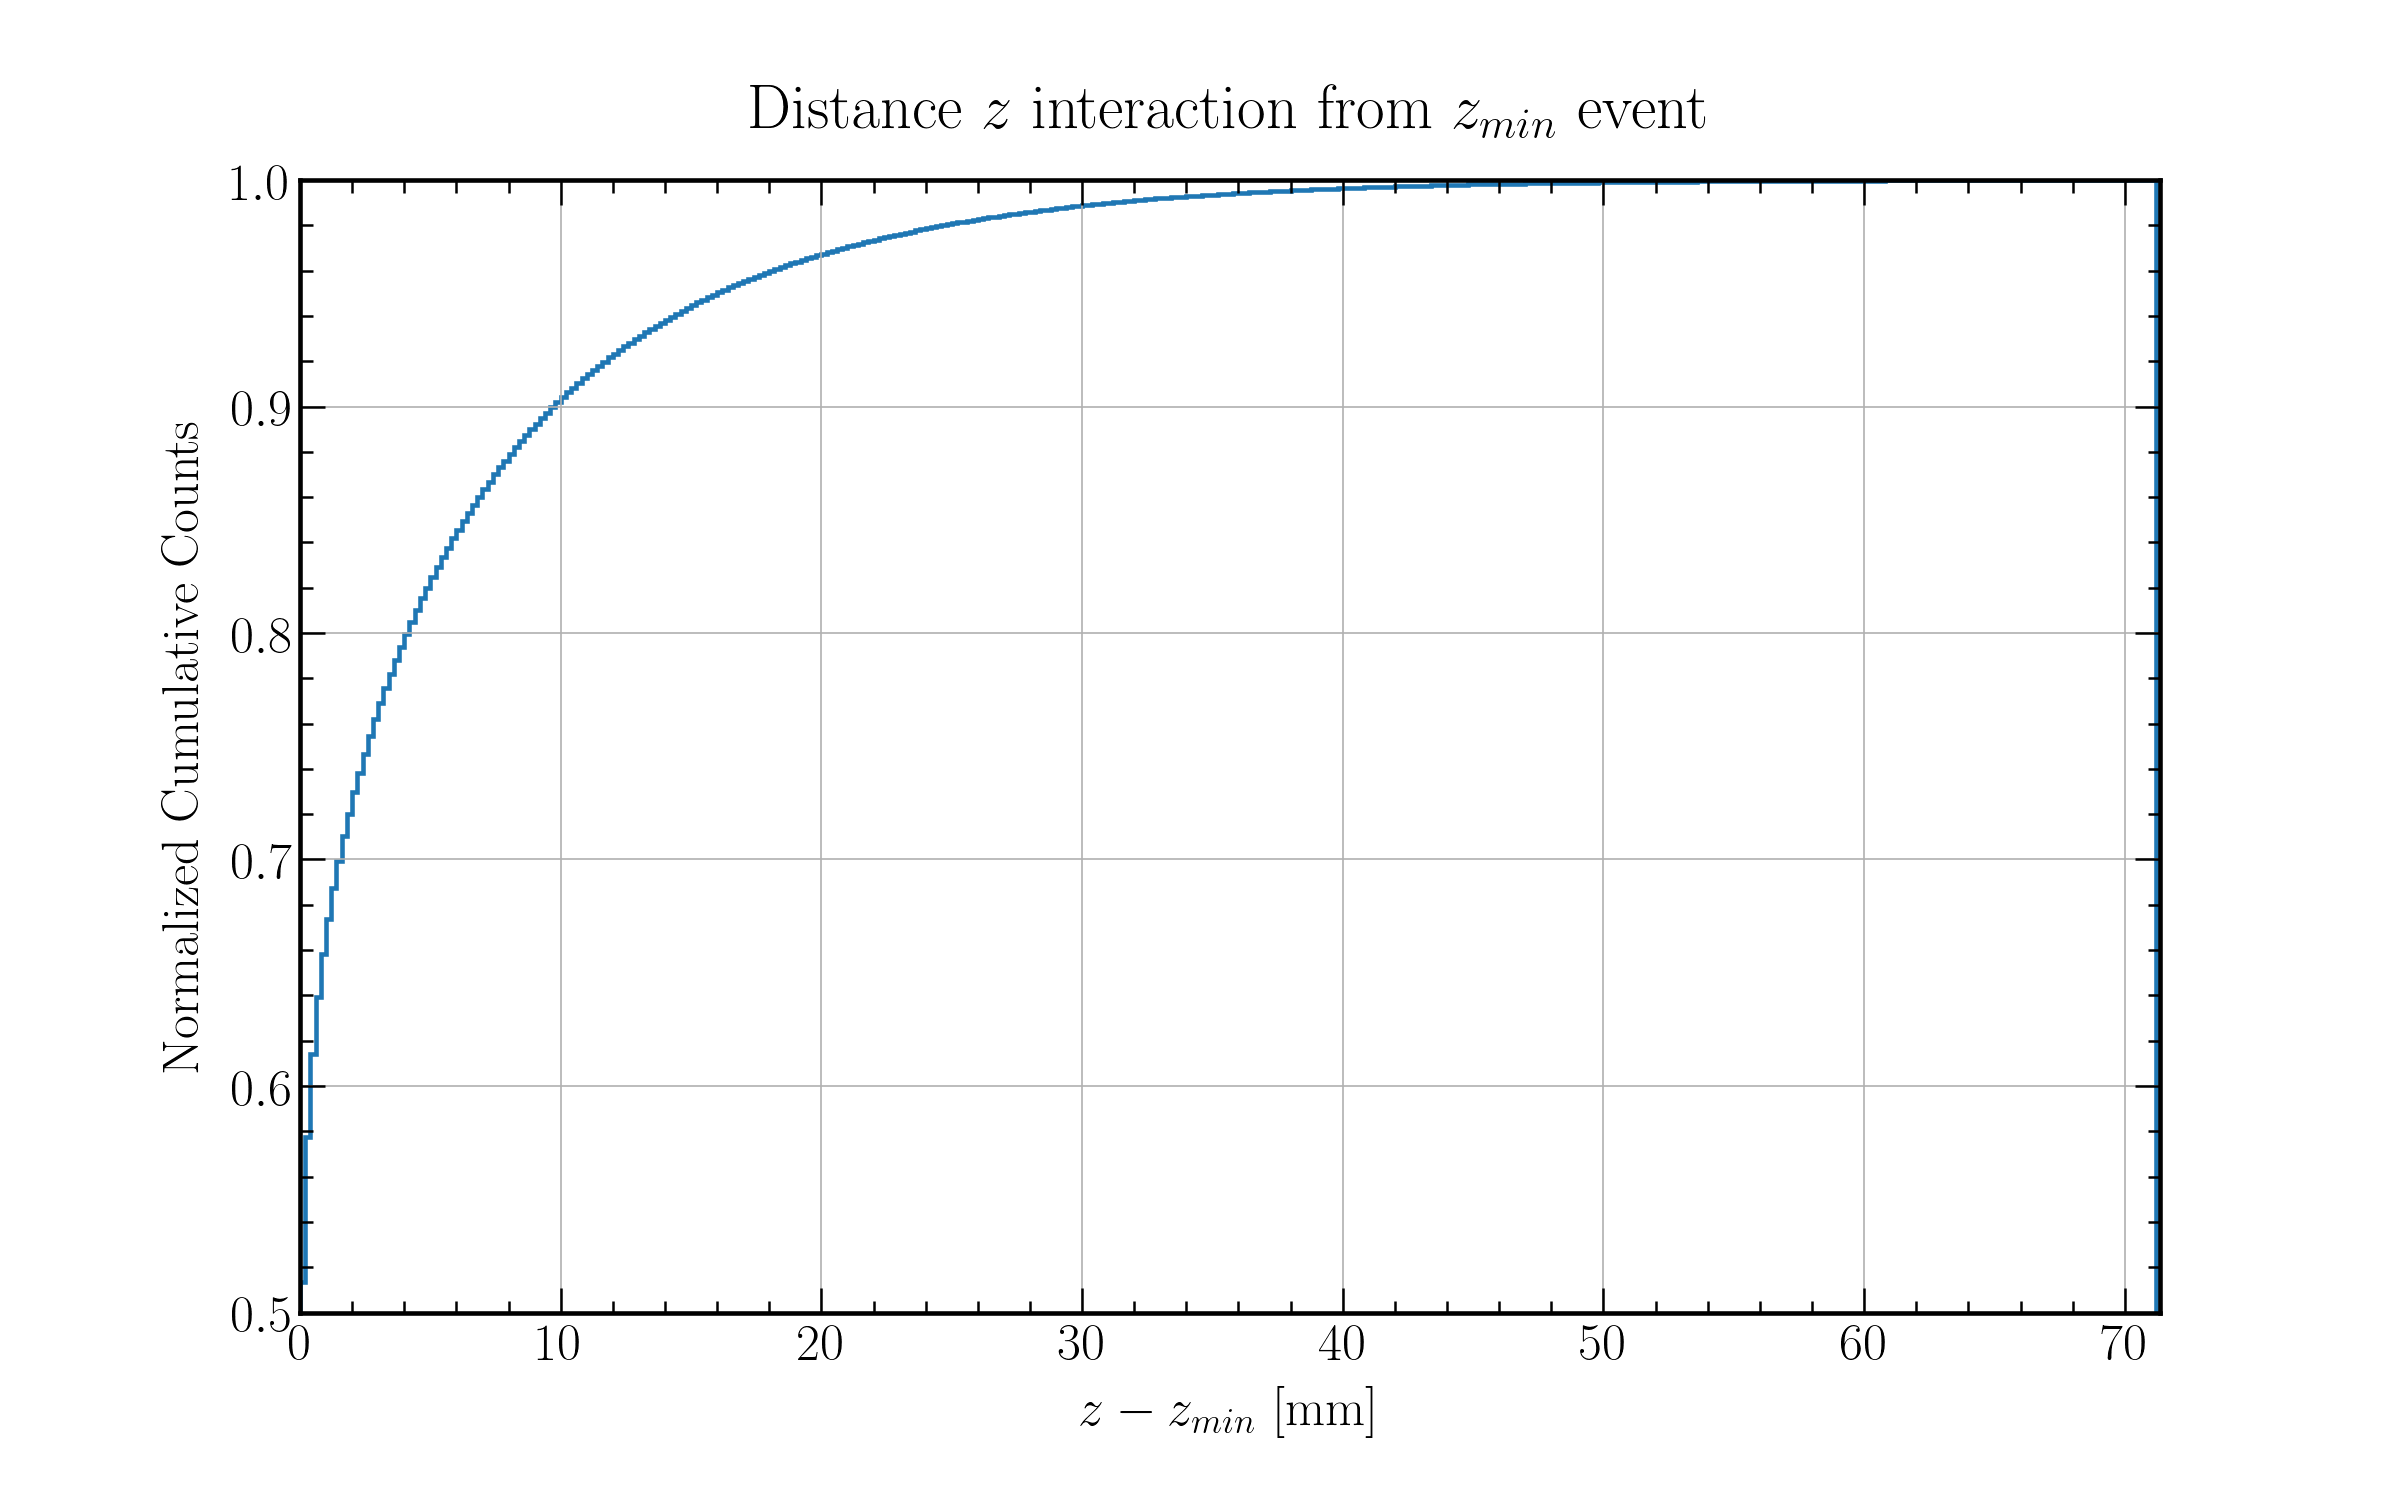 Distance z interaction from z_min event
1.0
0.9
0.8
0.7
0.6
0.5
Normalized Cumulative Counts
0 10 20 30 40 50 60 70
z − z_min [mm]